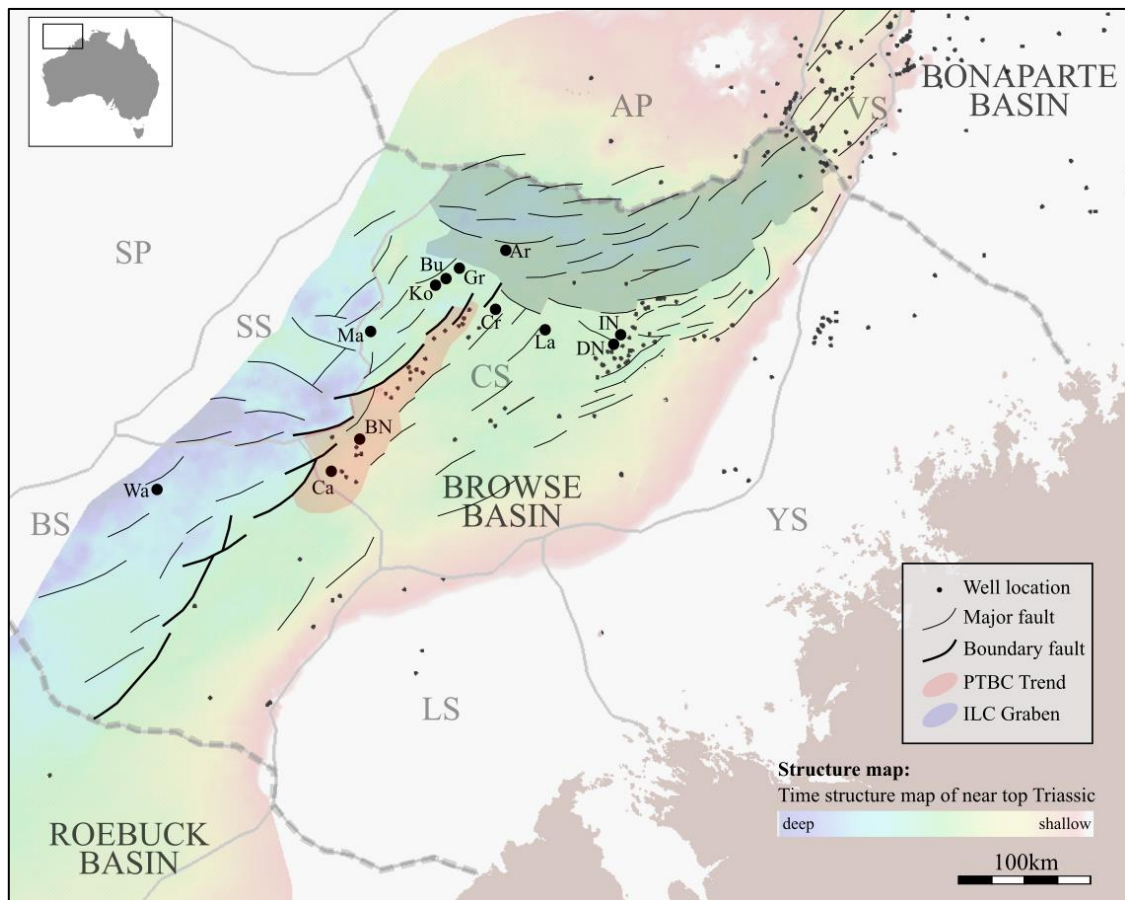 AP
VS
BONAPARTE
BASIN
SP
Ar
Bu
Gr
Ko
SS
Ma
Cr
La
IN
DN
CS
BN
Ca
Wa
BROWSE
BASIN
BS
YS
LS
ROEBUCK
BASIN
Well location
Major fault
Boundary fault
PTBC Trend
ILC Graben
Structure map:
Time structure map of near top Triassic
deep shallow
100km